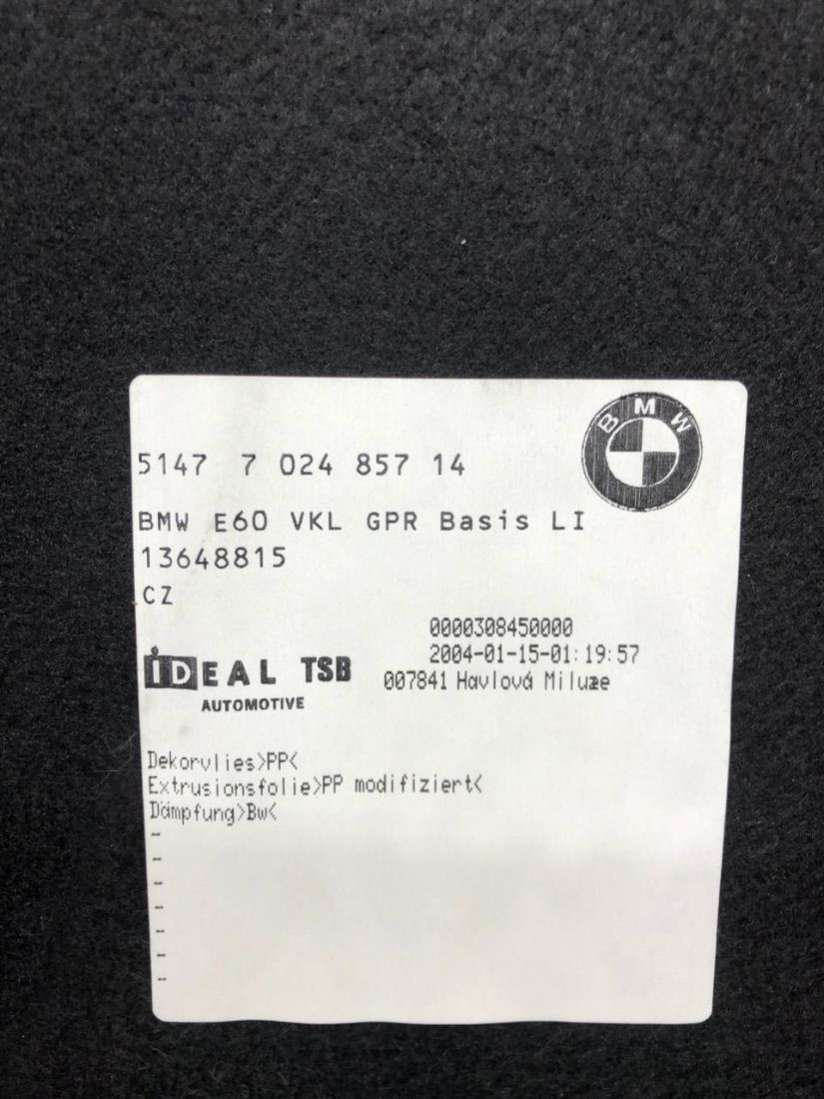 BMW
5147 7 024 857 14
BMW E60 VKL GPR Basis LI
13648815
CZ
0000308450000
2004-01-15-01:19:57
007841 Havlová Miluše
iDEAL TSB
AUTOMOTIVE
Dekorvlies>PP<
Extrusionsfolie>PP modifiziert<
Dämpfung>Bw<
-
-
-
-
-
-
-